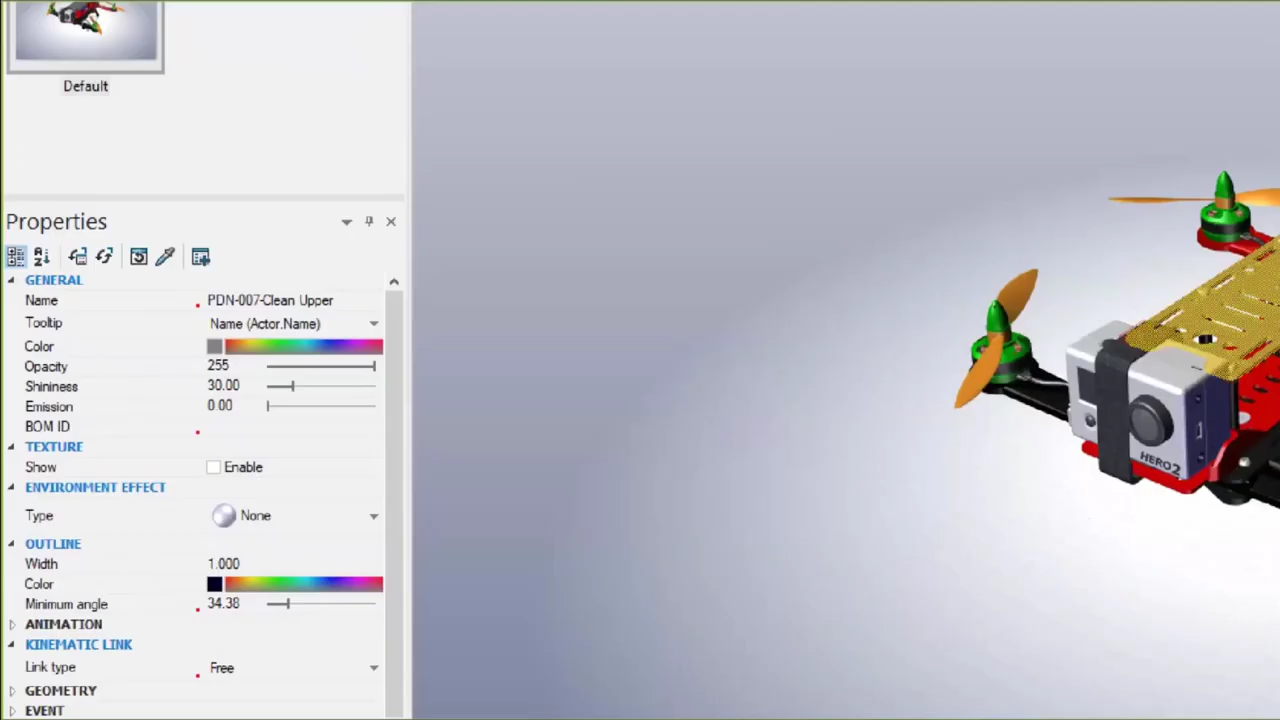 Default
Properties
GENERAL
Name PDN-007-Clean Upper
Tooltip Name (Actor.Name)
Color
Opacity 255
Shininess 30.00
Emission 0.00
BOM ID
TEXTURE
Show Enable
ENVIRONMENT EFFECT
Type None
OUTLINE
Width 1.000
Color
Minimum angle 34.38
ANIMATION
KINEMATIC LINK
Link type Free
GEOMETRY
EVENT
HERO2